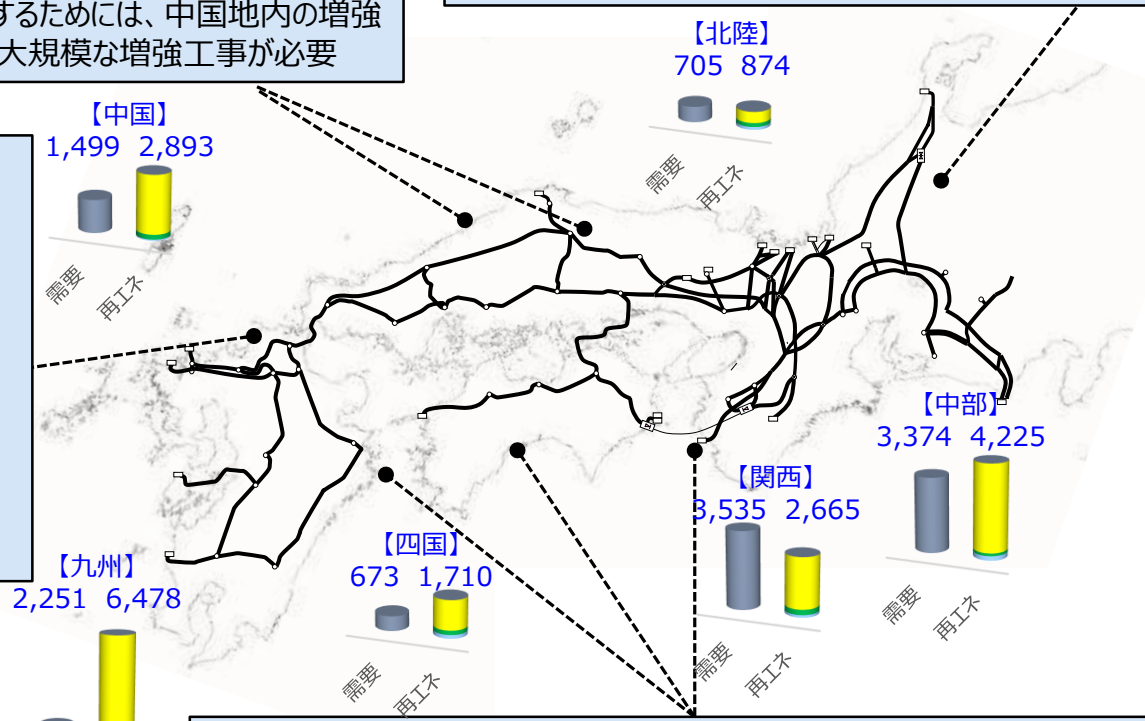 するためには、中国地内の増強
大規模な増強工事が必要
【北陸】
705 874
需要
再エネ
【中国】
1,499 2,893
需要
再エネ
【中部】
3,374 4,225
需要
再エネ
【関西】
3,535 2,665
需要
再エネ
【四国】
673 1,710
需要
再エネ
【九州】
2,251 6,478